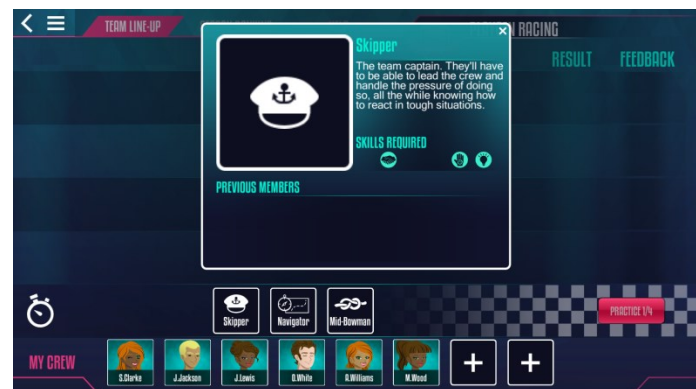 TEAM LINE-UP
RACING
RESULT FEEDBACK
Skipper
The team captain. They'll have
to be able to lead the crew and
handle the pressure of doing
so, all the while knowing how
to react in tough situations.
SKILLS REQUIRED
PREVIOUS MEMBERS
Skipper Navigator Mid-Bowman
PRACTICE 1/4
MY CREW
S.Clarke J.Jackson J.Lewis O.White A.Williams M.Wood